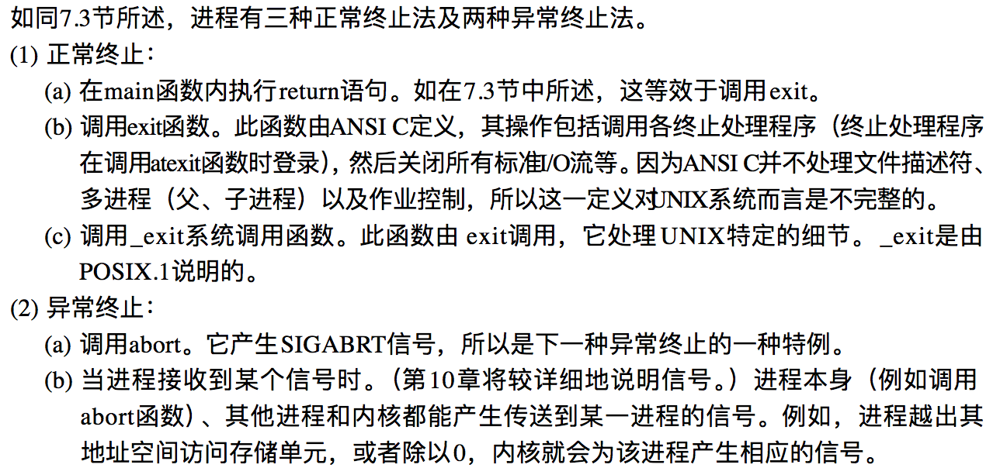 如同7.3节所述，进程有三种正常终止法及两种异常终止法。
(1) 正常终止：
(a) 在main函数内执行return语句。如在7.3节中所述，这等效于调用exit。
(b) 调用exit函数。此函数由ANSI C定义，其操作包括调用各终止处理程序（终止处理程序
在调用atexit函数时登录），然后关闭所有标准I/O流等。因为ANSI C并不处理文件描述符、
多进程（父、子进程）以及作业控制，所以这一定义对UNIX系统而言是不完整的。
(c) 调用_exit系统调用函数。此函数由 exit调用，它处理UNIX特定的细节。_exit是由
POSIX.1说明的。
(2) 异常终止：
(a) 调用abort。它产生SIGABRT信号，所以是下一种异常终止的一种特例。
(b) 当进程接收到某个信号时。（第10章将较详细地说明信号。）进程本身（例如调用
abort函数）、其他进程和内核都能产生传送到某一进程的信号。例如，进程越出其
地址空间访问存储单元，或者除以0，内核就会为该进程产生相应的信号。